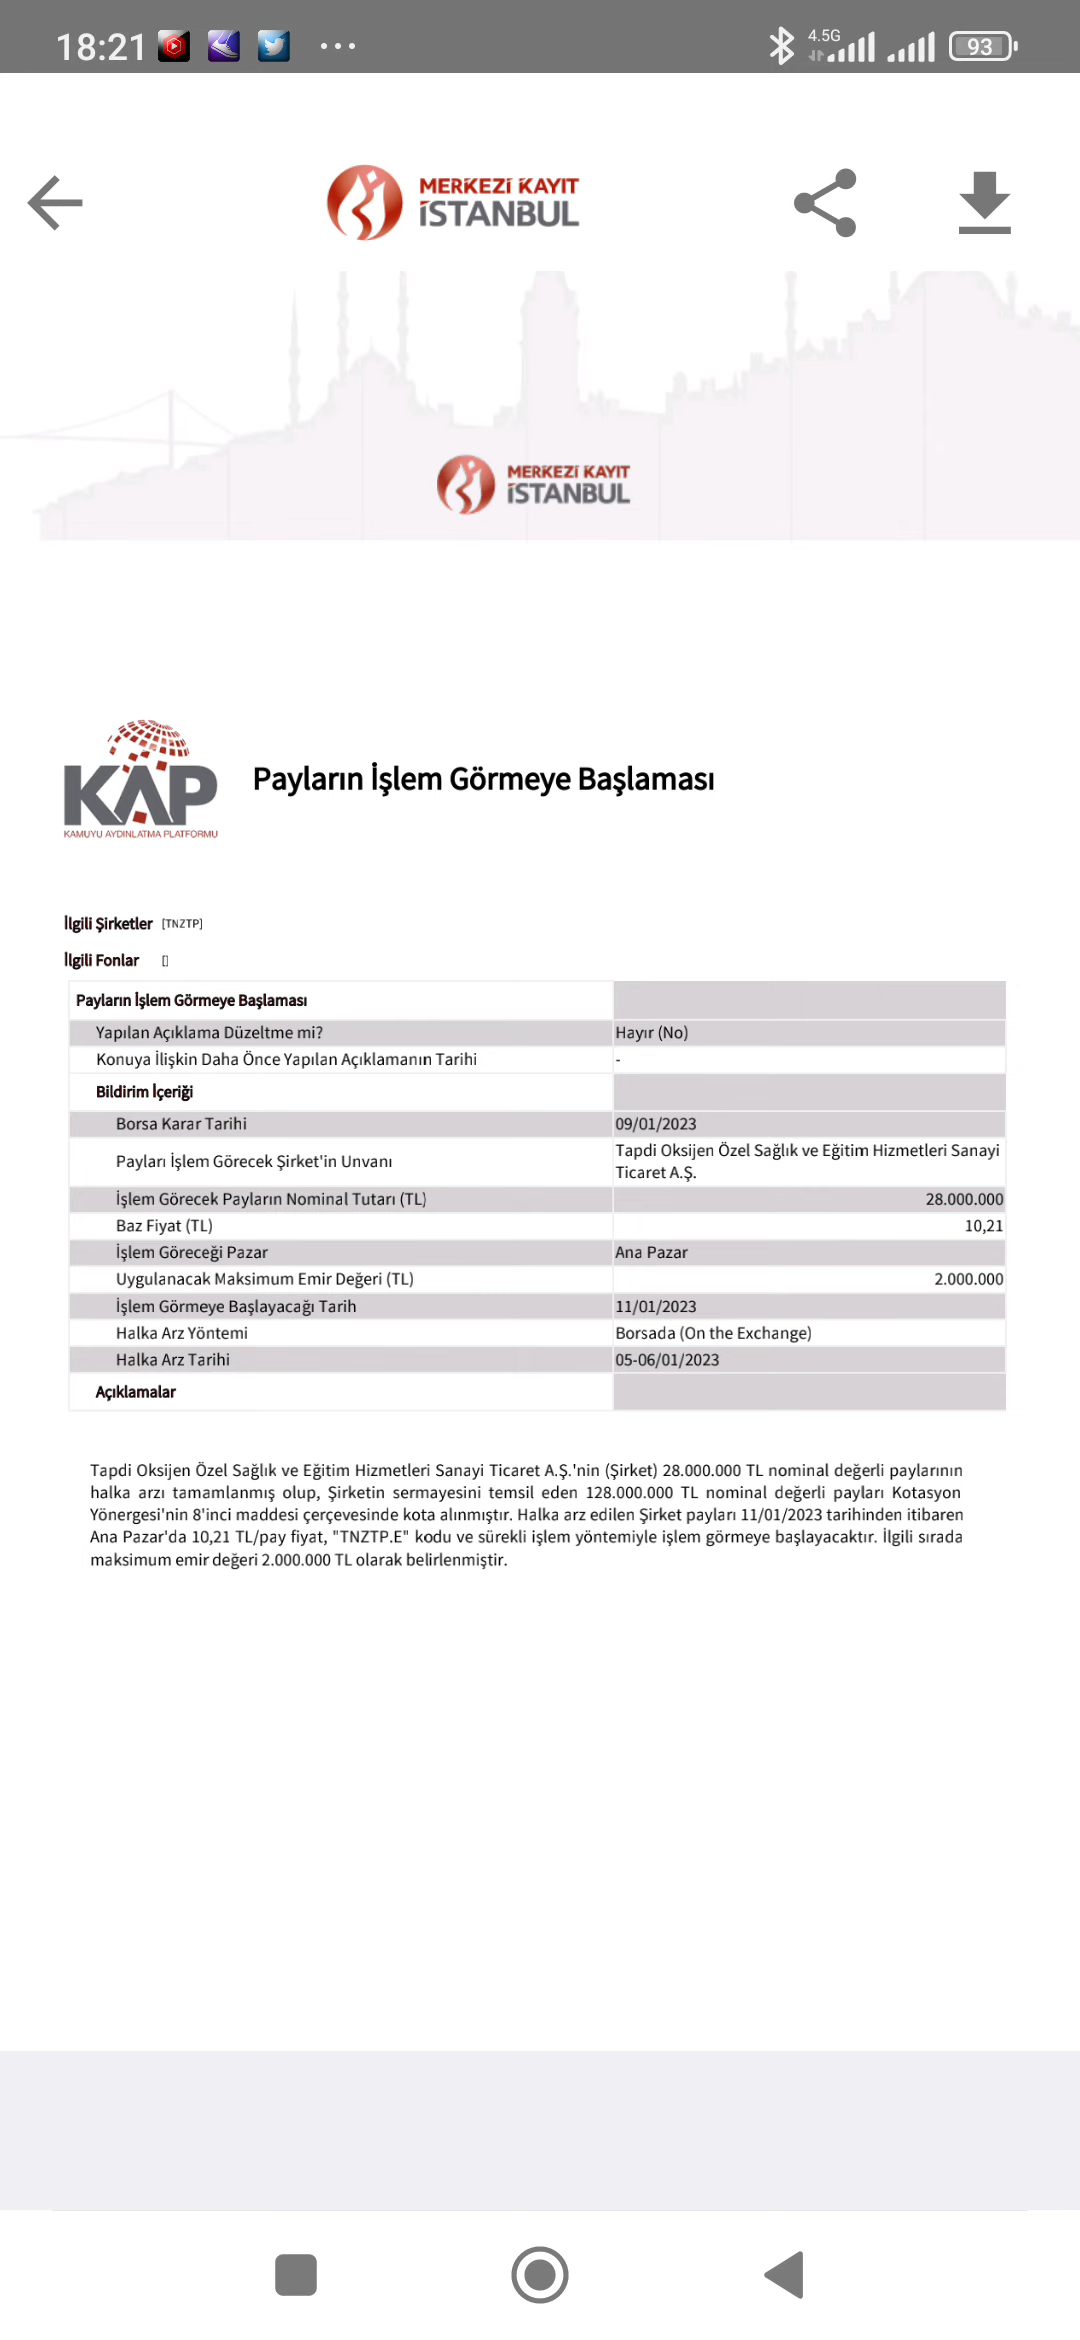 18:21
4.5G
93
MERKEZİ KAYIT
İSTANBUL
MERKEZİ KAYIT
İSTANBUL
KAP
KAMUYU AYDINLATMA PLATFORMU
Payların İşlem Görmeye Başlaması
İlgili Şirketler [TNZTP]
İlgili Fonlar []
Payların İşlem Görmeye Başlaması
Yapılan Açıklama Düzeltme mi? Hayır (No)
Konuya İlişkin Daha Önce Yapılan Açıklamanın Tarihi -
Bildirim İçeriği
Borsa Karar Tarihi 09/01/2023
Payları İşlem Görecek Şirket'in Unvanı Tapdi Oksijen Özel Sağlık ve Eğitim Hizmetleri Sanayi
Ticaret A.Ş.
İşlem Görecek Payların Nominal Tutarı (TL) 28.000.000
Baz Fiyat (TL) 10,21
İşlem Göreceği Pazar Ana Pazar
Uygulanacak Maksimum Emir Değeri (TL) 2.000.000
İşlem Görmeye Başlayacağı Tarih 11/01/2023
Halka Arz Yöntemi Borsada (On the Exchange)
Halka Arz Tarihi 05-06/01/2023
Açıklamalar
Tapdi Oksijen Özel Sağlık ve Eğitim Hizmetleri Sanayi Ticaret A.Ş.'nin (Şirket) 28.000.000 TL nominal değerli paylarının
halka arzı tamamlanmış olup, Şirketin sermayesini temsil eden 128.000.000 TL nominal değerli payları Kotasyon
Yönergesi'nin 8'inci maddesi çerçevesinde kota alınmıştır. Halka arz edilen Şirket payları 11/01/2023 tarihinden itibaren
Ana Pazar'da 10,21 TL/pay fiyat, "TNZTP.E" kodu ve sürekli işlem yöntemiyle işlem görmeye başlayacaktır. İlgili sırada
maksimum emir değeri 2.000.000 TL olarak belirlenmiştir.